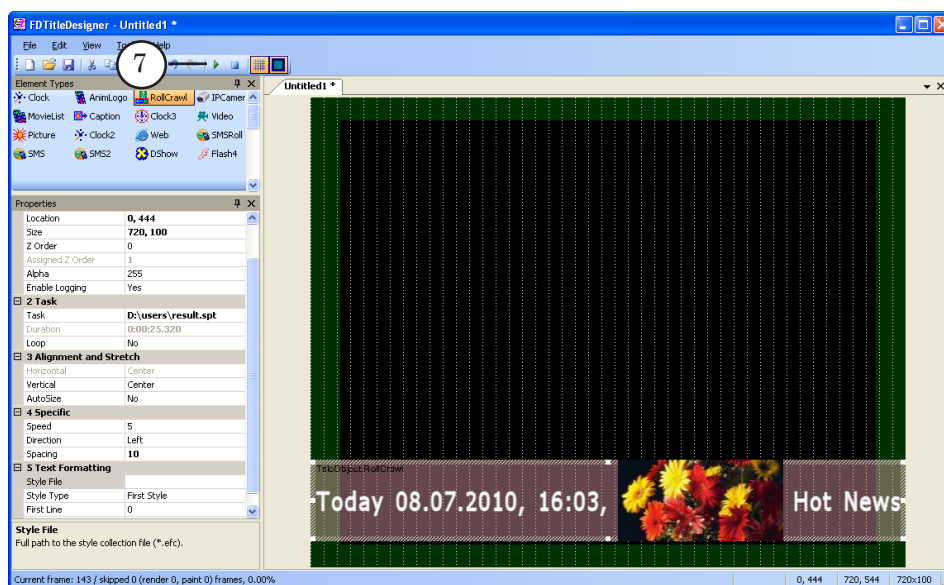 FDTitleDesigner - Untitled1 *
File Edit View Help
7
Element Types
Clock AnimLogo RollCrawl IPCamer
MovieList Caption Clock3 Video
Picture Clock2 Web SMSRoll
SMS SMS2 DShow Flash4
Properties
Location 0, 444
Size 720, 100
Z Order 0
Assigned Z Order 1
Alpha 255
Enable Logging Yes
2 Task
Task D:\users\result.spt
Duration 0:00:25.320
Loop No
3 Alignment and Stretch
Horizontal Center
Vertical Center
AutoSize No
4 Specific
Speed 5
Direction Left
Spacing 10
5 Text Formatting
Style File
Style Type First Style
First Line 0
Style File
Full path to the style collection file (*.efc).
Untitled1 *
TitleObject.RollCrawl
Today 08.07.2010, 16:03, Hot News
Current frame: 143 / skipped 0 (render 0, paint 0) frames, 0.00% 0, 444 720, 544 720x100